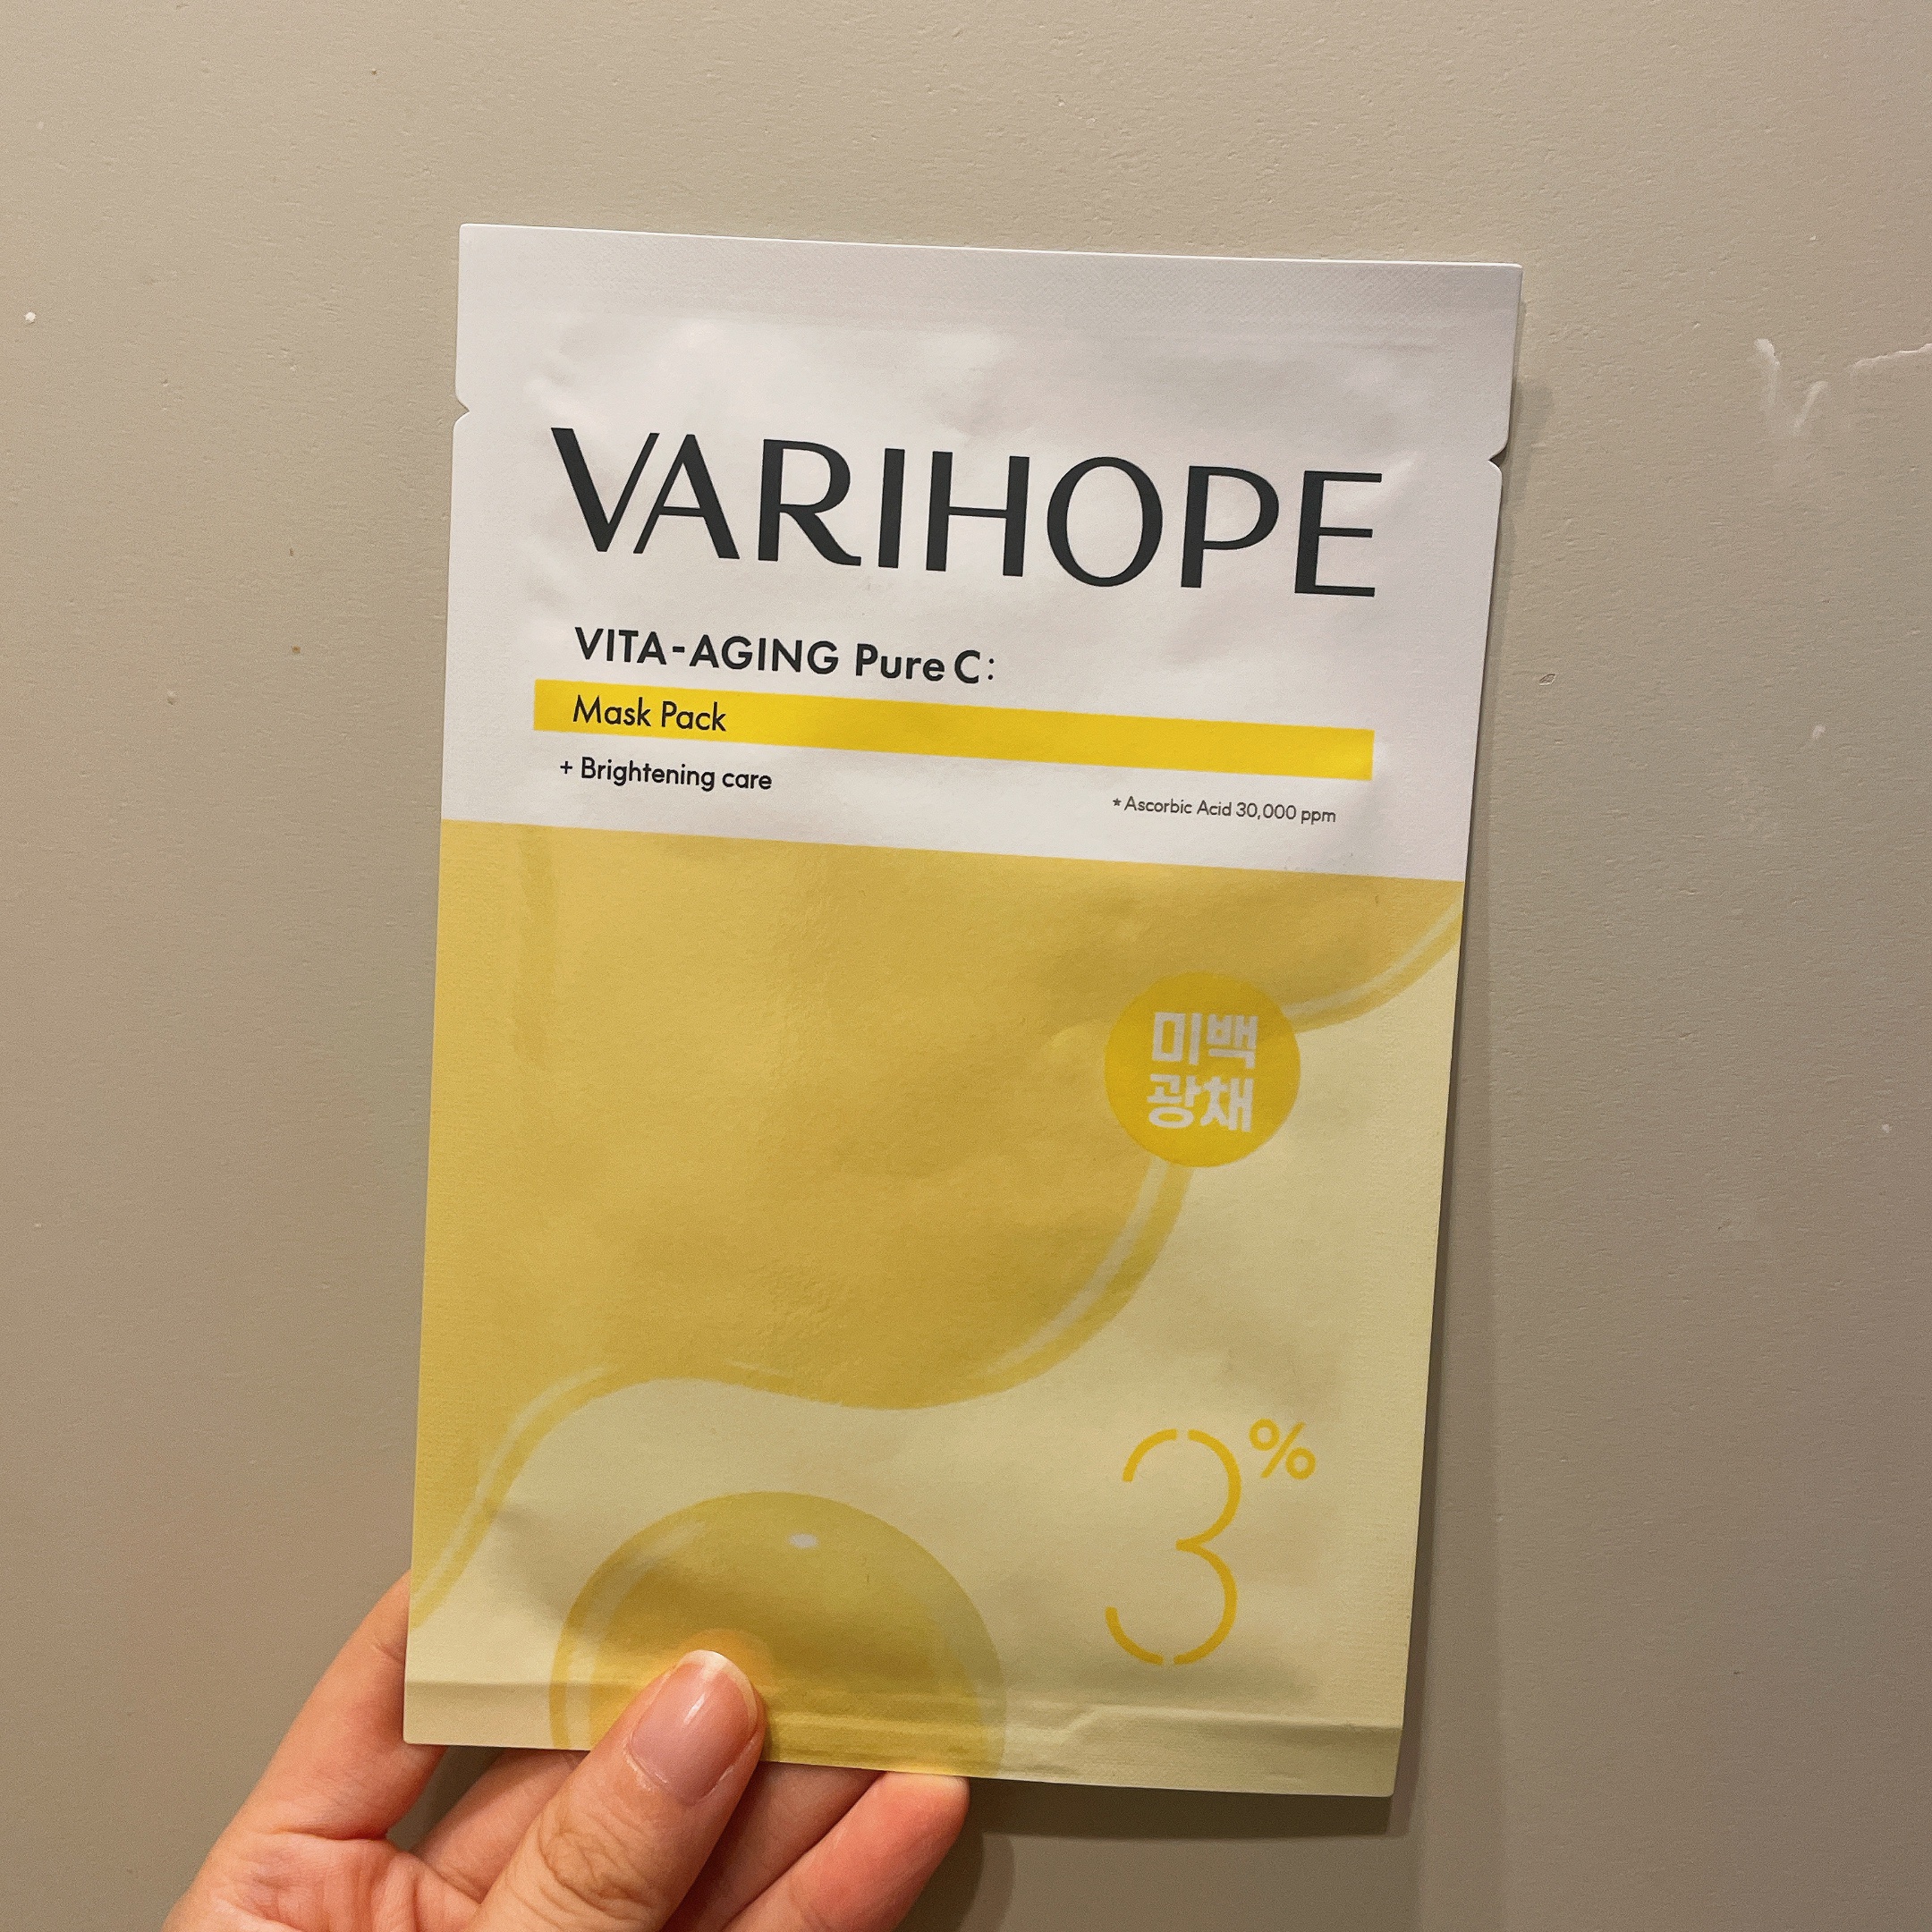 VARIHOPE
VITA-AGING Pure C:
Mask Pack
+ Brightening care
* Ascorbic Acid 30,000 ppm
미백
광채
3%